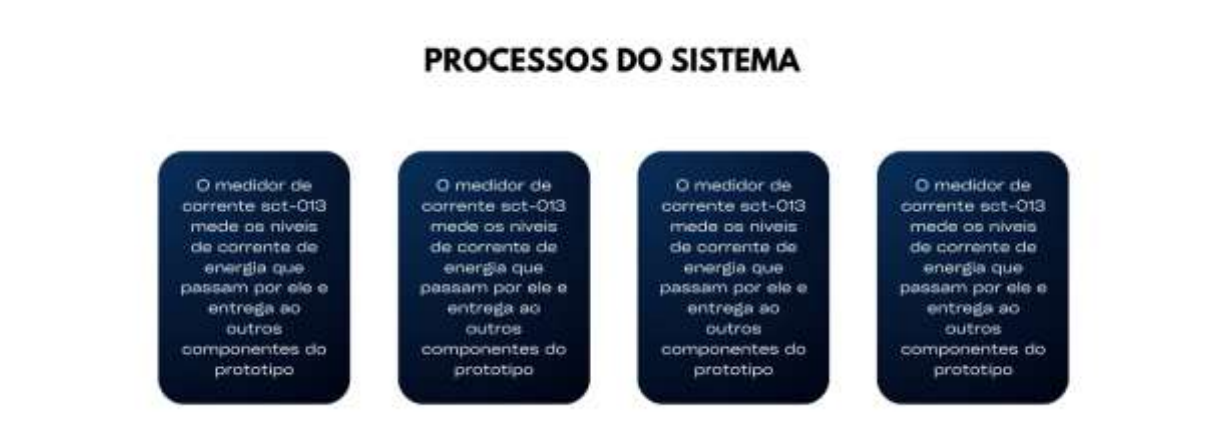 PROCESSOS DO SISTEMA
O medidor de
corrente sct-013
mede os niveis
de corrente de
energia que
passam por ele e
entrega ao
outros
componentes do
prototipo
O medidor de
corrente sct-013
mede os niveis
de corrente de
energia que
passam por ele e
entrega ao
outros
componentes do
prototipo
O medidor de
corrente sct-013
mede os niveis
de corrente de
energia que
passam por ele e
entrega ao
outros
componentes do
prototipo
O medidor de
corrente sct-013
mede os niveis
de corrente de
energia que
passam por ele e
entrega ao
outros
componentes do
prototipo